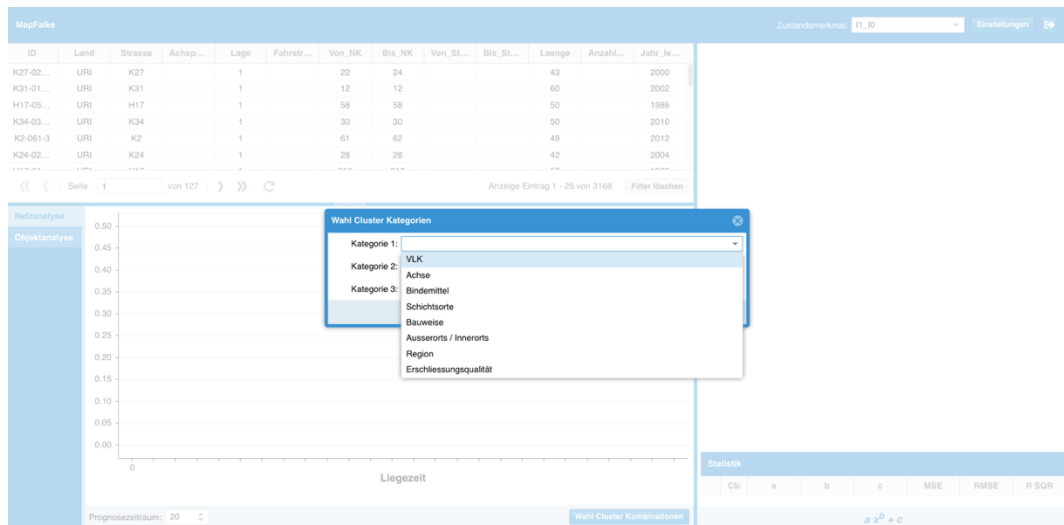 MapFalke Zustandsmerkmal: I1_I0 Einstellungen
ID Land Strasse Achsp... Lage Fahrstr... Von_NK Bis_NK Von_St... Bis_St... Laenge Anzahl... Jahr_le...
K27-02... URI K27 1 22 24 43 2000
K31-01... URI K31 1 12 12 60 2002
H17-05... URI H17 1 58 58 50 1986
K34-03... URI K34 1 30 30 50 2010
K2-061-3 URI K2 1 61 62 49 2012
K24-02... URI K24 1 28 28 42 2004
Seite 1 von 127 Anzeige Eintrag 1 - 25 von 3168 Filter löschen
Netzanalyse
Objektanalyse
Wahl Cluster Kategorien
Kategorie 1:
Kategorie 2:
Kategorie 3:
VLK
Achse
Bindemittel
Schichtsorte
Bauweise
Ausserorts / Innerorts
Region
Erschliessungsqualität
0.50
0.45
0.40
0.35
0.30
0.25
0.20
0.15
0.10
0.05
0.00
0
Liegezeit
Prognosezeitraum: 20 Wahl Cluster Kombinationen
Statistik
Clu a b c MSE RMSE R SQR
a x^b + c